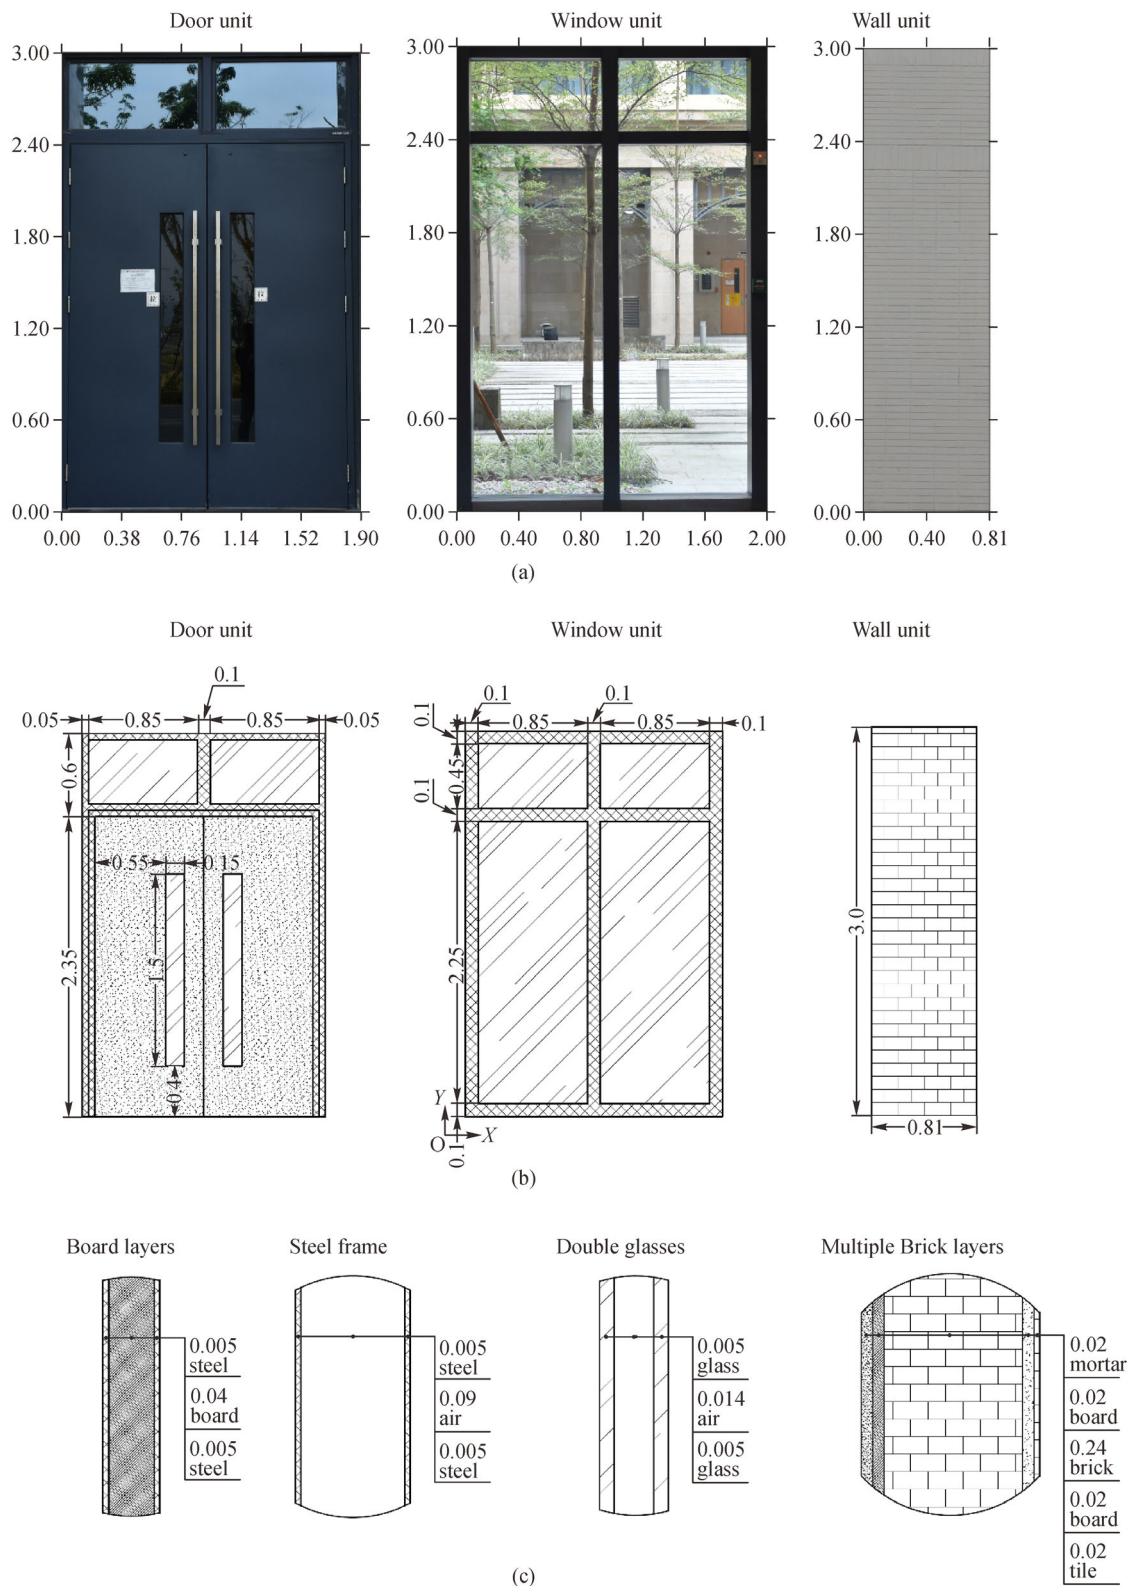 Door unit
Window unit
Wall unit
3.00
2.40
1.80
1.20
0.60
0.00
0.00 0.38 0.76 1.14 1.52 1.90
3.00
2.40
1.80
1.20
0.60
0.00
0.00 0.40 0.80 1.20 1.60 2.00
3.00
2.40
1.80
1.20
0.60
0.00
0.00 0.40 0.81
(a)
Door unit
Window unit
Wall unit
0.1
0.05 0.85 0.85 0.05
0.6
0.55 0.15
2.35
1.5
0.4
0.1 0.1
0.1 0.85 0.85 0.1
0.45
0.1
2.25
Y
O X
0.1
3.0
0.81
(b)
Board layers
Steel frame
Double glasses
Multiple Brick layers
0.005
steel
0.04
board
0.005
steel
0.005
steel
0.09
air
0.005
steel
0.005
glass
0.014
air
0.005
glass
0.02
mortar
0.02
board
0.24
brick
0.02
board
0.02
tile
(c)